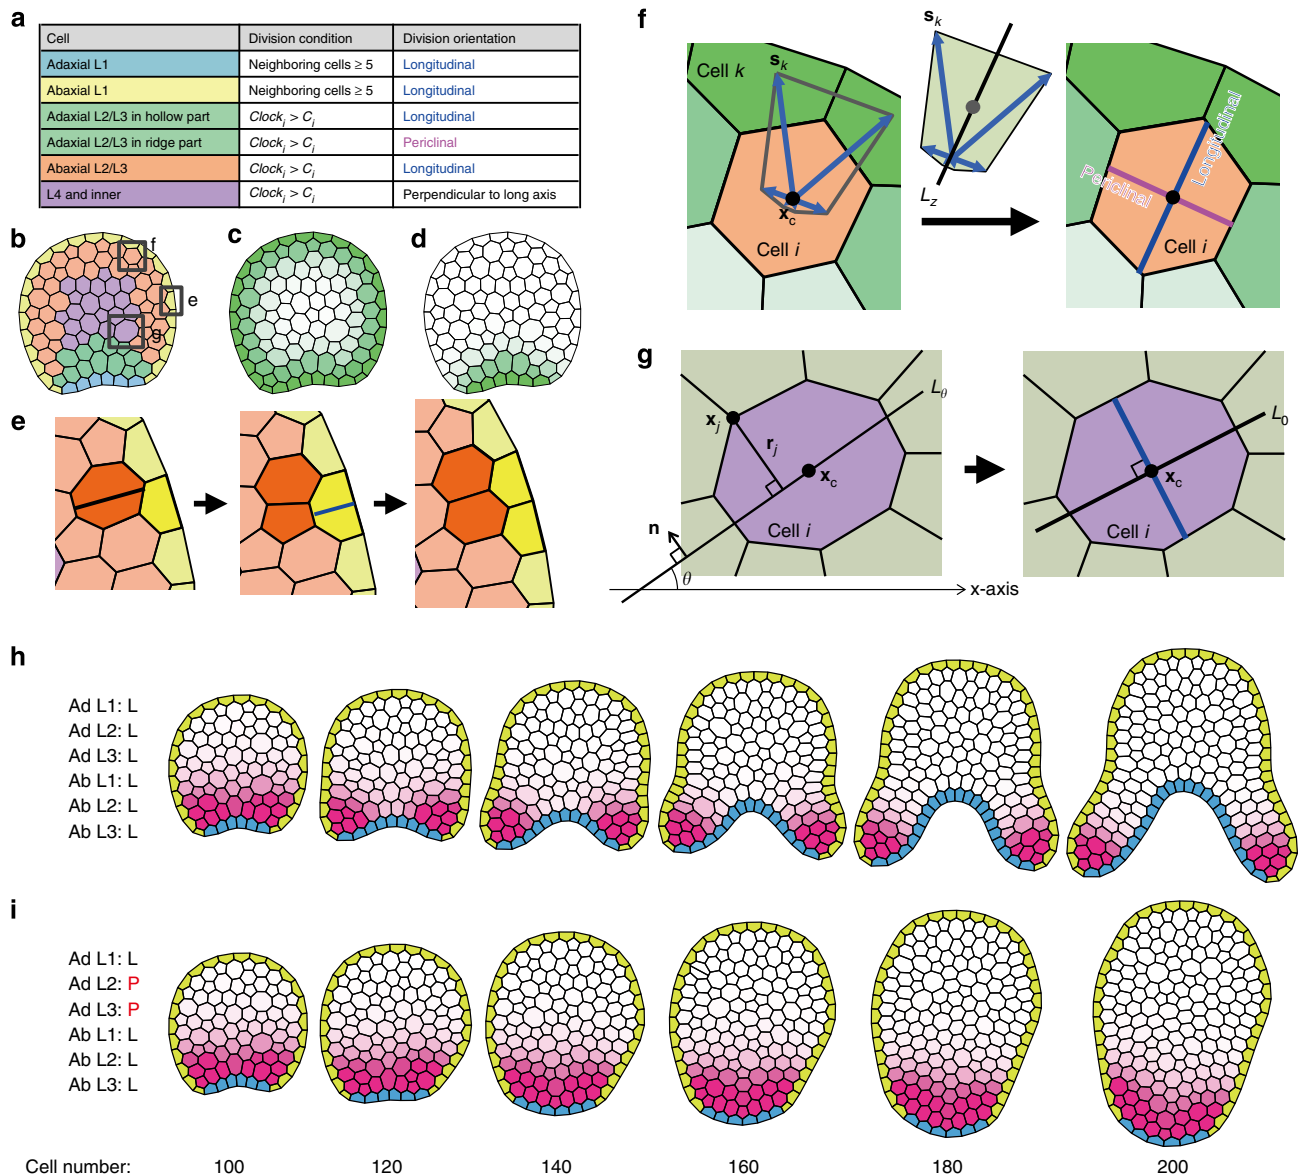 a
Cell Division condition Division orientation
Adaxial L1 Neighboring cells ≥ 5 Longitudinal
Abaxial L1 Neighboring cells ≥ 5 Longitudinal
Adaxial L2/L3 in hollow part Clock_i > C_i Longitudinal
Adaxial L2/L3 in ridge part Clock_i > C_i Periclinal
Abaxial L2/L3 Clock_i > C_i Longitudinal
L4 and inner Clock_i > C_i Perpendicular to long axis
b
f
e
g
c
d
e
f
Cell k
s_k
x_c
Cell i
s_k
L_z
Longitudinal
Periclinal
Cell i
g
x_j
r_j
L_θ
x_c
Cell i
n
θ
x-axis
L_0
x_c
Cell i
h
Ad L1: L
Ad L2: L
Ad L3: L
Ab L1: L
Ab L2: L
Ab L3: L
i
Ad L1: L
Ad L2: P
Ad L3: P
Ab L1: L
Ab L2: L
Ab L3: L
Cell number: 100 120 140 160 180 200